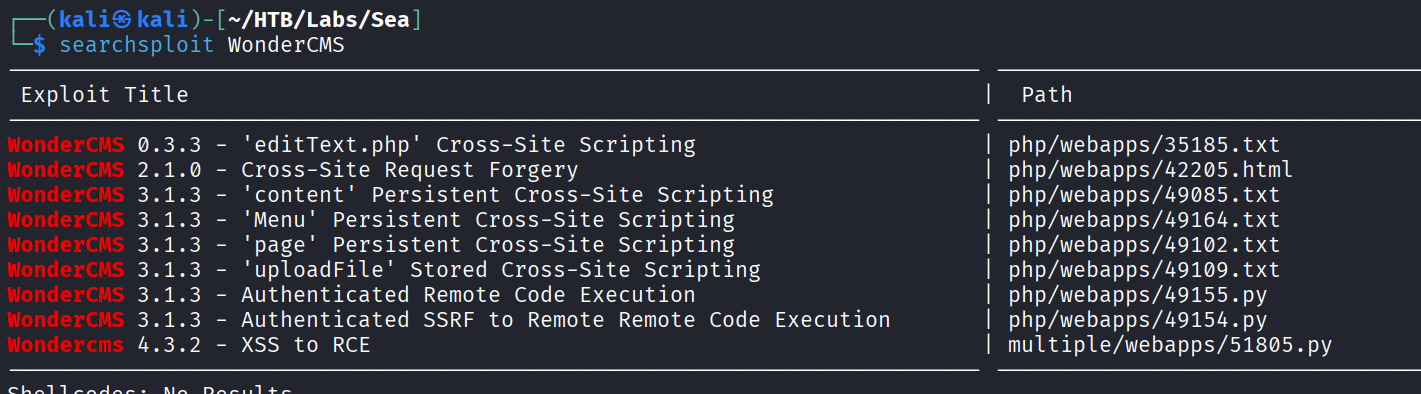 ┌──(kali㉿kali)-[~/HTB/Labs/Sea]
└─$ searchsploit WonderCMS
Exploit Title | Path
WonderCMS 0.3.3 - 'editText.php' Cross-Site Scripting | php/webapps/35185.txt
WonderCMS 2.1.0 - Cross-Site Request Forgery | php/webapps/42205.html
WonderCMS 3.1.3 - 'content' Persistent Cross-Site Scripting | php/webapps/49085.txt
WonderCMS 3.1.3 - 'Menu' Persistent Cross-Site Scripting | php/webapps/49164.txt
WonderCMS 3.1.3 - 'page' Persistent Cross-Site Scripting | php/webapps/49102.txt
WonderCMS 3.1.3 - 'uploadFile' Stored Cross-Site Scripting | php/webapps/49109.txt
WonderCMS 3.1.3 - Authenticated Remote Code Execution | php/webapps/49155.py
WonderCMS 3.1.3 - Authenticated SSRF to Remote Remote Code Execution | php/webapps/49154.py
Wondercms 4.3.2 - XSS to RCE | multiple/webapps/51805.py
Shellcodes: No Results